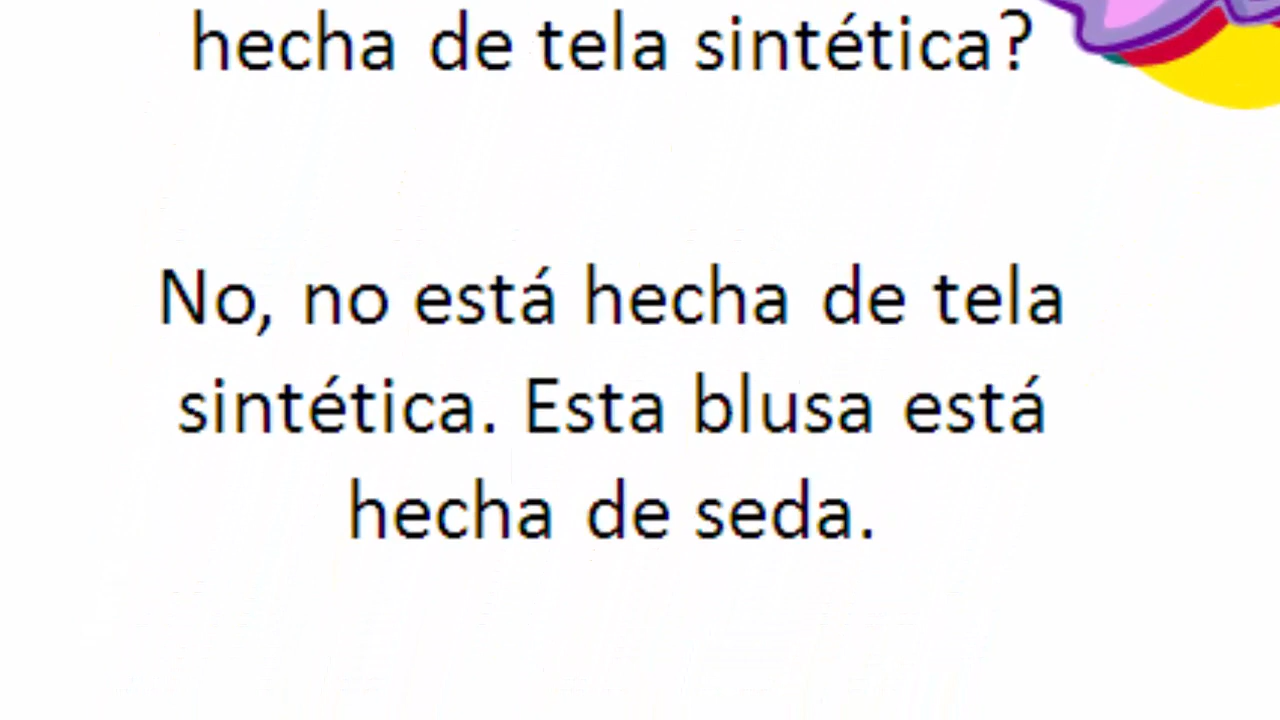 hecha de tela sintética?
No, no está hecha de tela
sintética. Esta blusa está
hecha de seda.